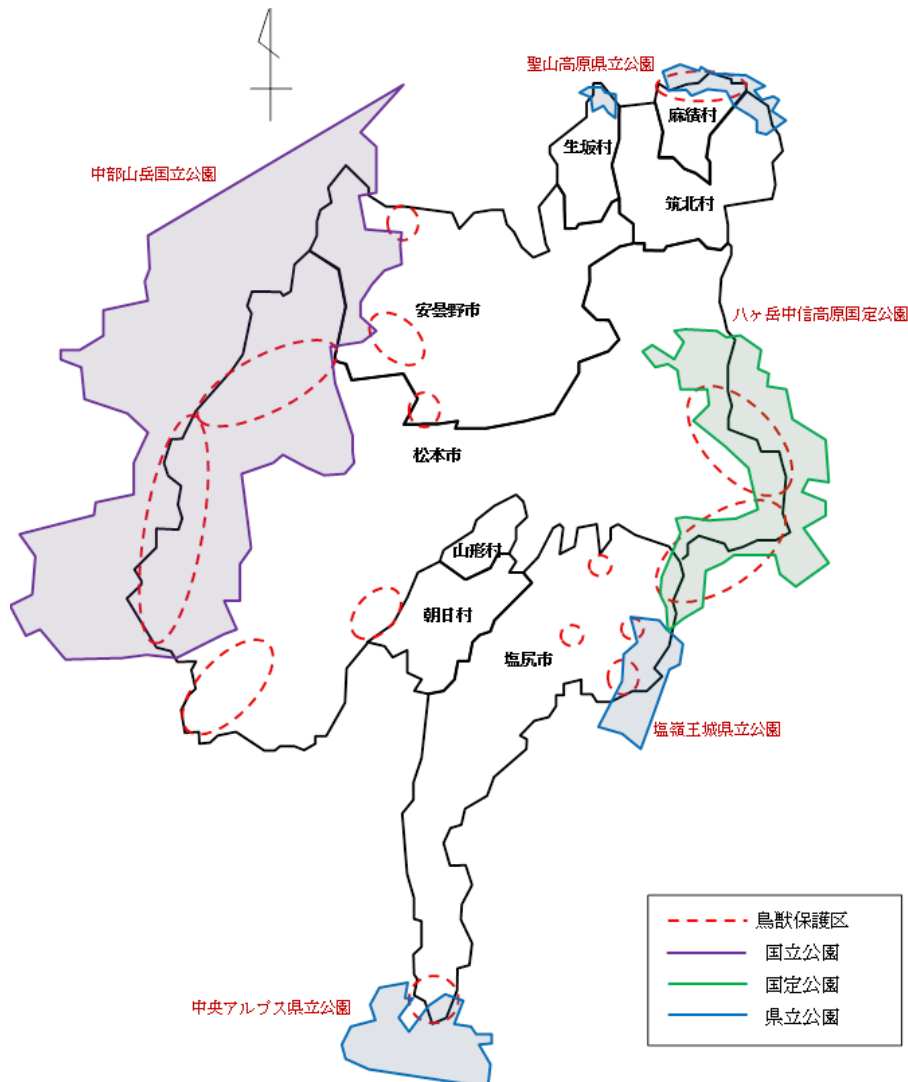 聖山高原県立公園
麻績村
生坂村
中部山岳国立公園
筑北村
安曇野市
八ヶ岳中信高原国定公園
松本市
山形村
朝日村
塩尻市
塩嶺王城県立公園
鳥獣保護区
国立公園
国定公園
県立公園
中央アルプス県立公園